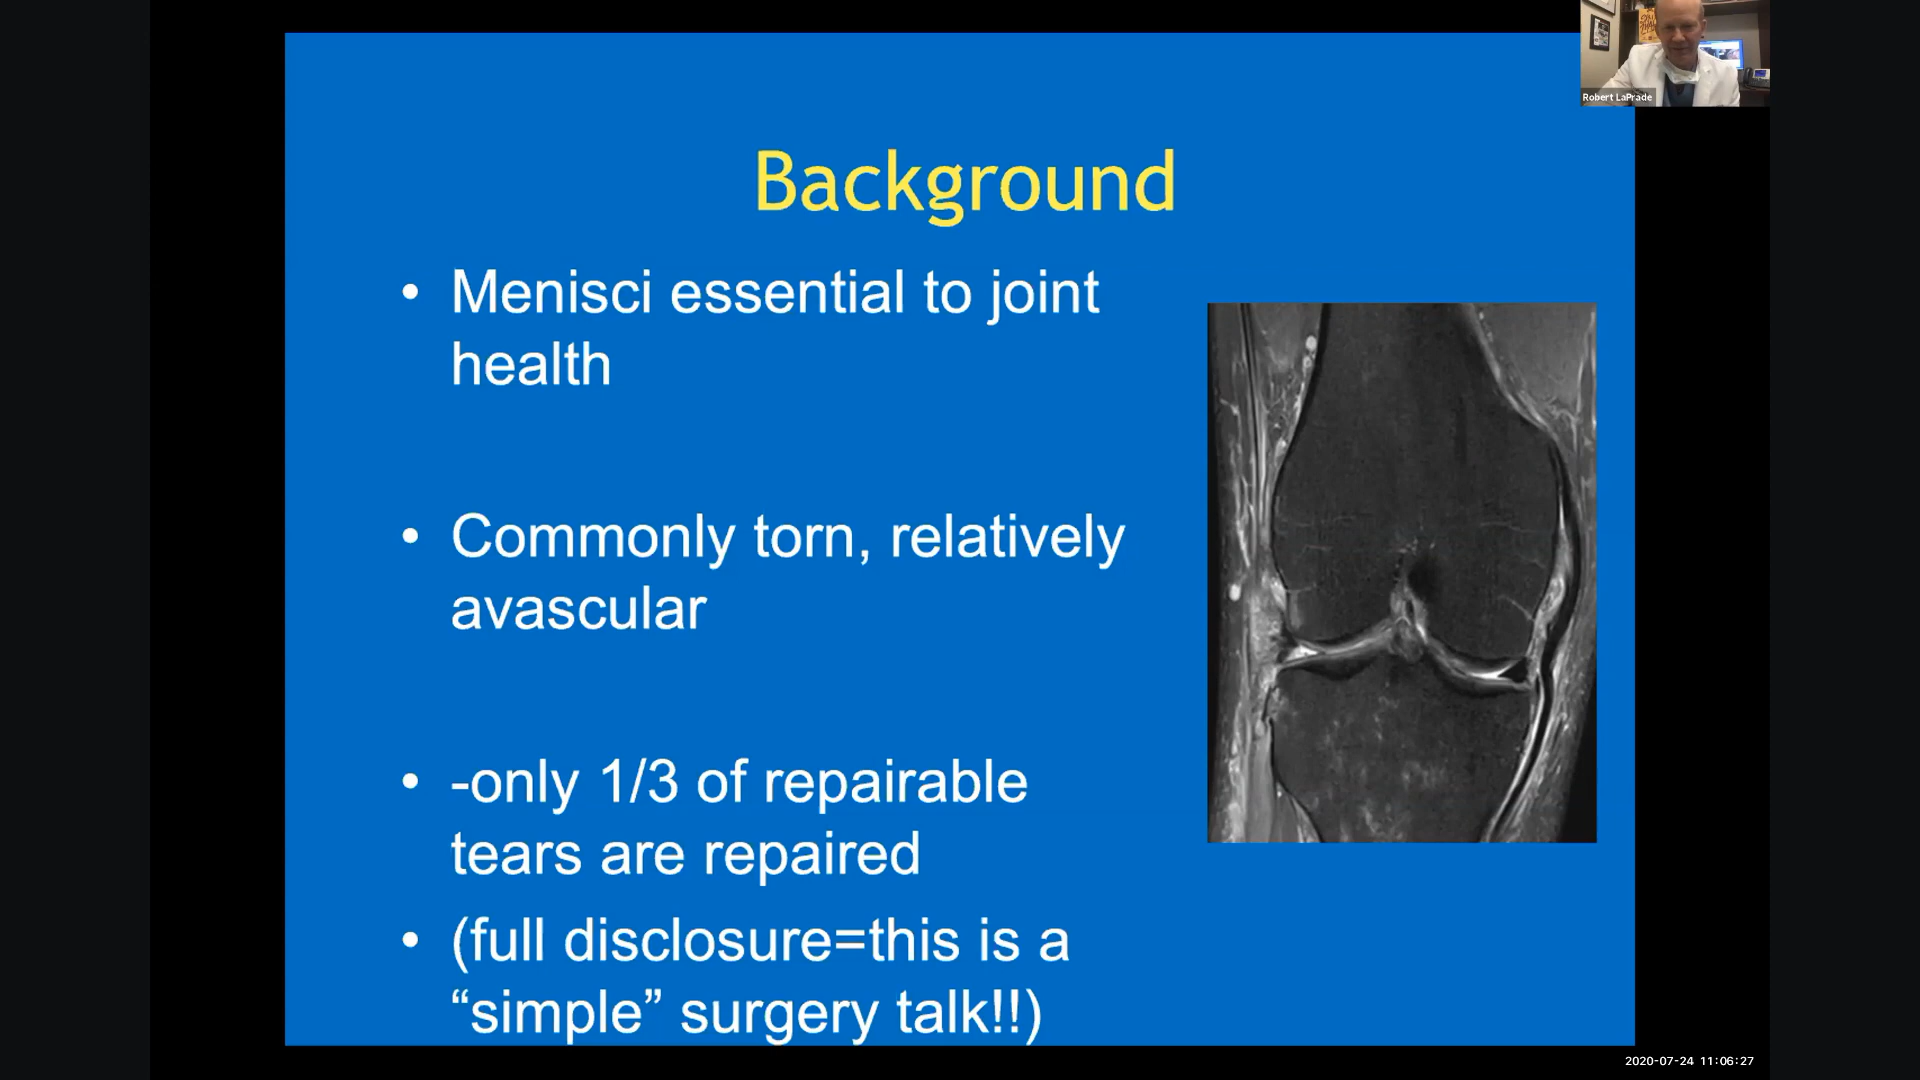 Robert LaPrade
Background
• Menisci essential to joint
health
• Commonly torn, relatively
avascular
• -only 1/3 of repairable
tears are repaired
• (full disclosure=this is a
“simple” surgery talk!!)
2020-07-24 11:06:27